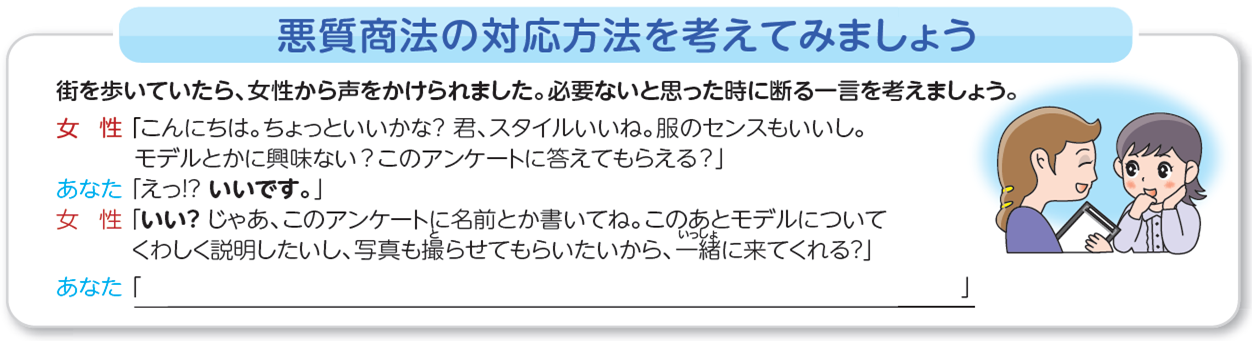 悪質商法の対応方法を考えてみましょう
街を歩いていたら、女性から声をかけられました。必要ないと思った時に断る一言を考えましょう。
女 性「こんにちは。ちょっといいかな? 君、スタイルいいね。服のセンスもいいし。
モデルとかに興味ない?このアンケートに答えてもらえる?」
あなた「えっ!? いいです。」
女 性「いい? じゃあ、このアンケートに名前とか書いてね。このあとモデルについて
と いっしょ
くわしく説明したいし、写真も撮らせてもらいたいから、一緒に来てくれる?」
あなた「 」